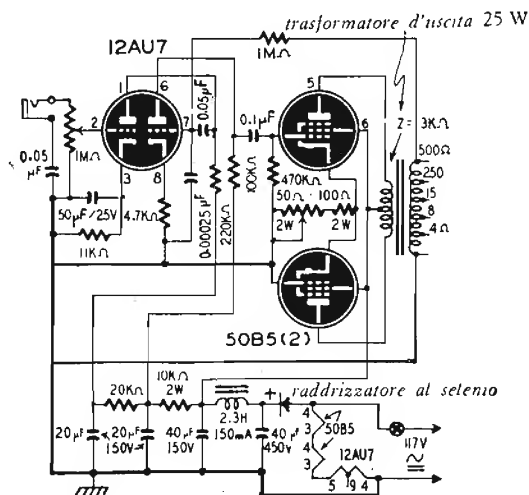 trasformatore d'uscita 25 W
12AU7
1MΩ
1
6
5
0.05μF
Z = 3KΩ
2
7
0.1μF
6
500Ω
250
15
8
4Ω
0.05
μF
1MΩ
3
8
100KΩ
470KΩ
50Ω
100Ω
2W
2W
50μF/25V
4.7KΩ
0.00025μF
220KΩ
11KΩ
50B5(2)
20KΩ
10KΩ
2W
2.3H
150mA
raddrizzatore al selenio
+
20μF
150V
20μF
150V
40μF
150V
40μF
450V
4
3
50B5
4
3
12AU7
5
9
4
117V